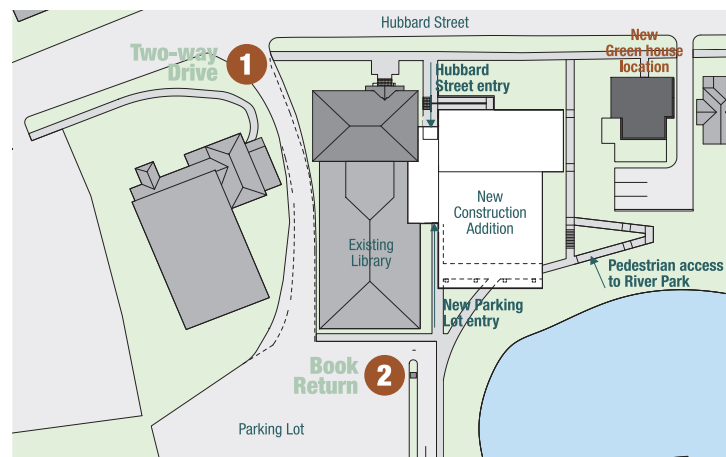 Hubbard Street
Two-way
Drive
1
New
Green house
location
Hubbard
Street entry
New
Construction
Addition
Existing
Library
Pedestrian access
to River Park
New Parking
Lot entry
Book
Return
2
Parking Lot